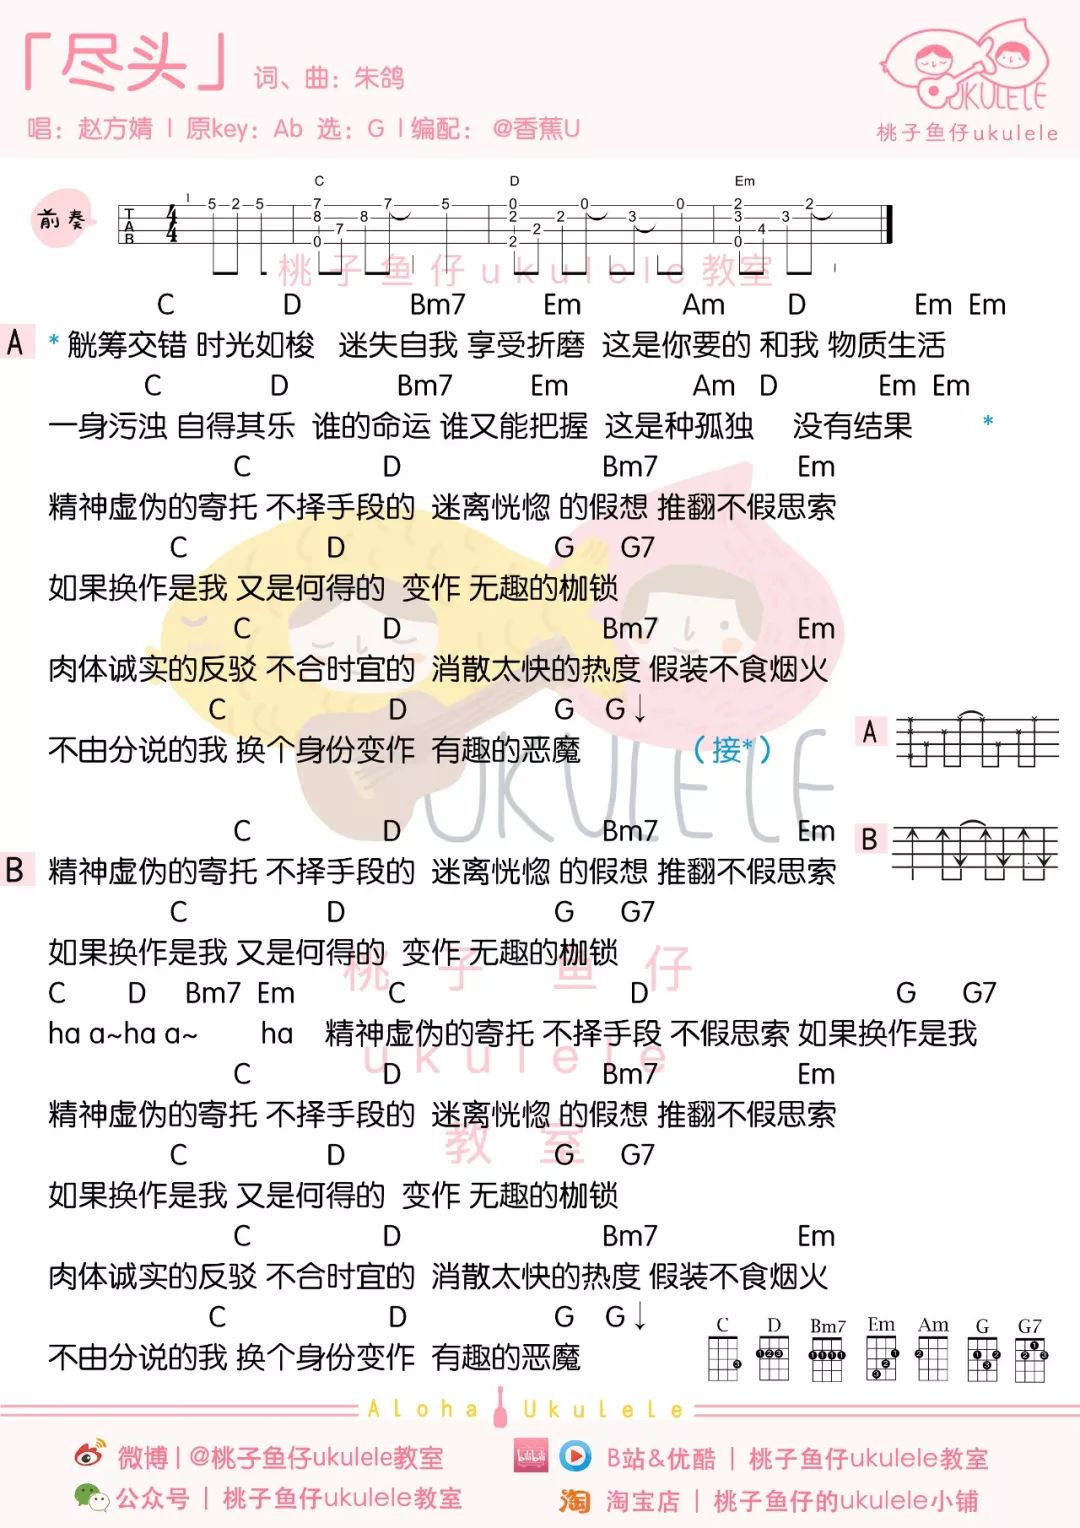 「尽头」 词、曲：朱鸽
唱：赵方婧 | 原key：Ab 选：G | 编配： @香蕉U
UKULELE
桃子鱼仔ukulele
前奏
C D Em
1 5 2 5 7 8 0 7 8 7 5 0 2 2 2 2 0 3 0 2 3 0 4 3 2
T A B 4 4
桃子鱼仔ukulele教室
C D Bm7 Em Am D Em Em
A * 觥筹交错 时光如梭 迷失自我 享受折磨 这是你要的 和我 物质生活
C D Bm7 Em Am D Em Em
一身污浊 自得其乐 谁的命运 谁又能把握 这是种孤独 没有结果 *
C D Bm7 Em
精神虚伪的寄托 不择手段的 迷离恍惚 的假想 推翻不假思索
C D G G7
如果换作是我 又是何得的 变作 无趣的枷锁
C D Bm7 Em
肉体诚实的反驳 不合时宜的 消散太快的热度 假装不食烟火
C D G G↓
不由分说的我 换个身份变作 有趣的恶魔 （接*）
A
UKULELE
C D Bm7 Em
B
B 精神虚伪的寄托 不择手段的 迷离恍惚 的假想 推翻不假思索
C D G G7
如果换作是我 又是何得的 变作 无趣的枷锁
桃子鱼仔
C D Bm7 Em C D G G7
ha a~ha a~ ha 精神虚伪的寄托 不择手段 不假思索 如果换作是我
ukulele
C D Bm7 Em
精神虚伪的寄托 不择手段的 迷离恍惚 的假想 推翻不假思索
教室
C D G G7
如果换作是我 又是何得的 变作 无趣的枷锁
C D Bm7 Em
肉体诚实的反驳 不合时宜的 消散太快的热度 假装不食烟火
C D G G↓
不由分说的我 换个身份变作 有趣的恶魔
C D Bm7 Em Am G G7
Aloha Ukulele
微博 | @桃子鱼仔ukulele教室
bilibili B站&优酷 | 桃子鱼仔ukulele教室
公众号 | 桃子鱼仔ukulele教室
淘 淘宝店 | 桃子鱼仔的ukulele小铺